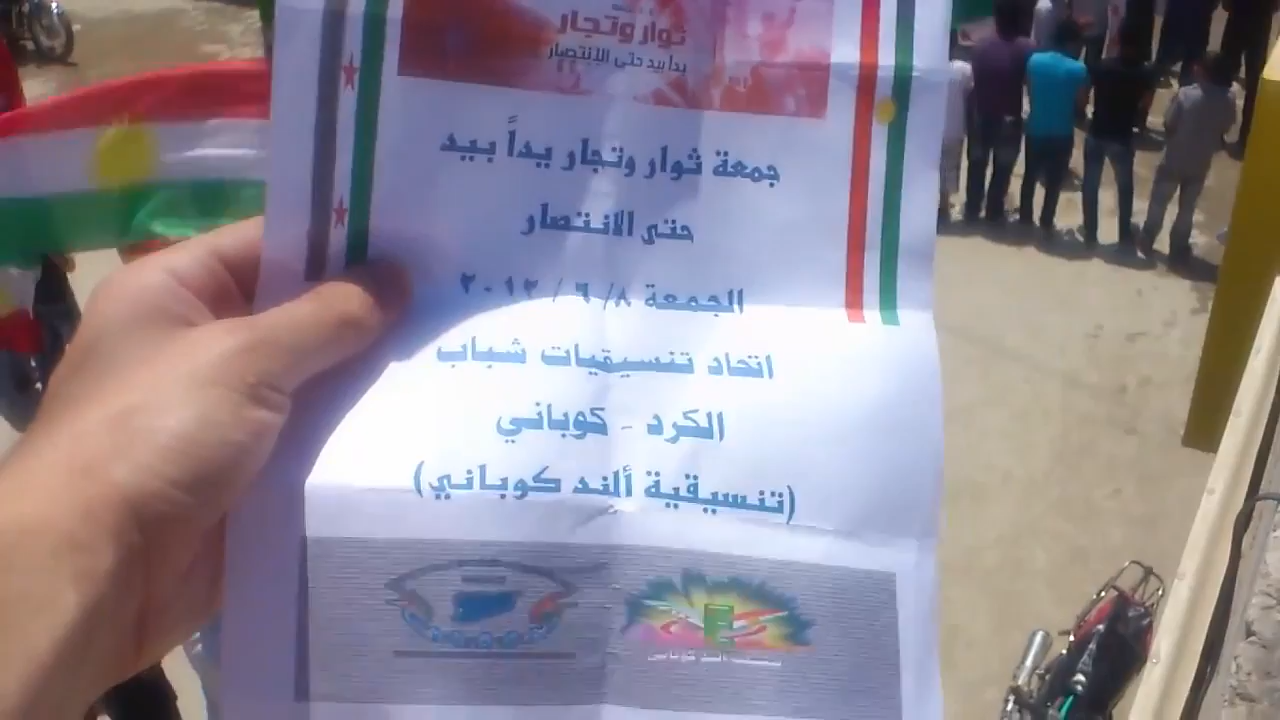 ثوار وتجار
يدا بيد حتى الإنتصار
جمعة ثوار وتجار يداً بيد
حتى الانتصار
الجمعة ٨/ ٦ / ٢٠١٢
اتحاد تنسيقيات شباب
الكرد - كوباني
(تنسيقية ألند كوباني)